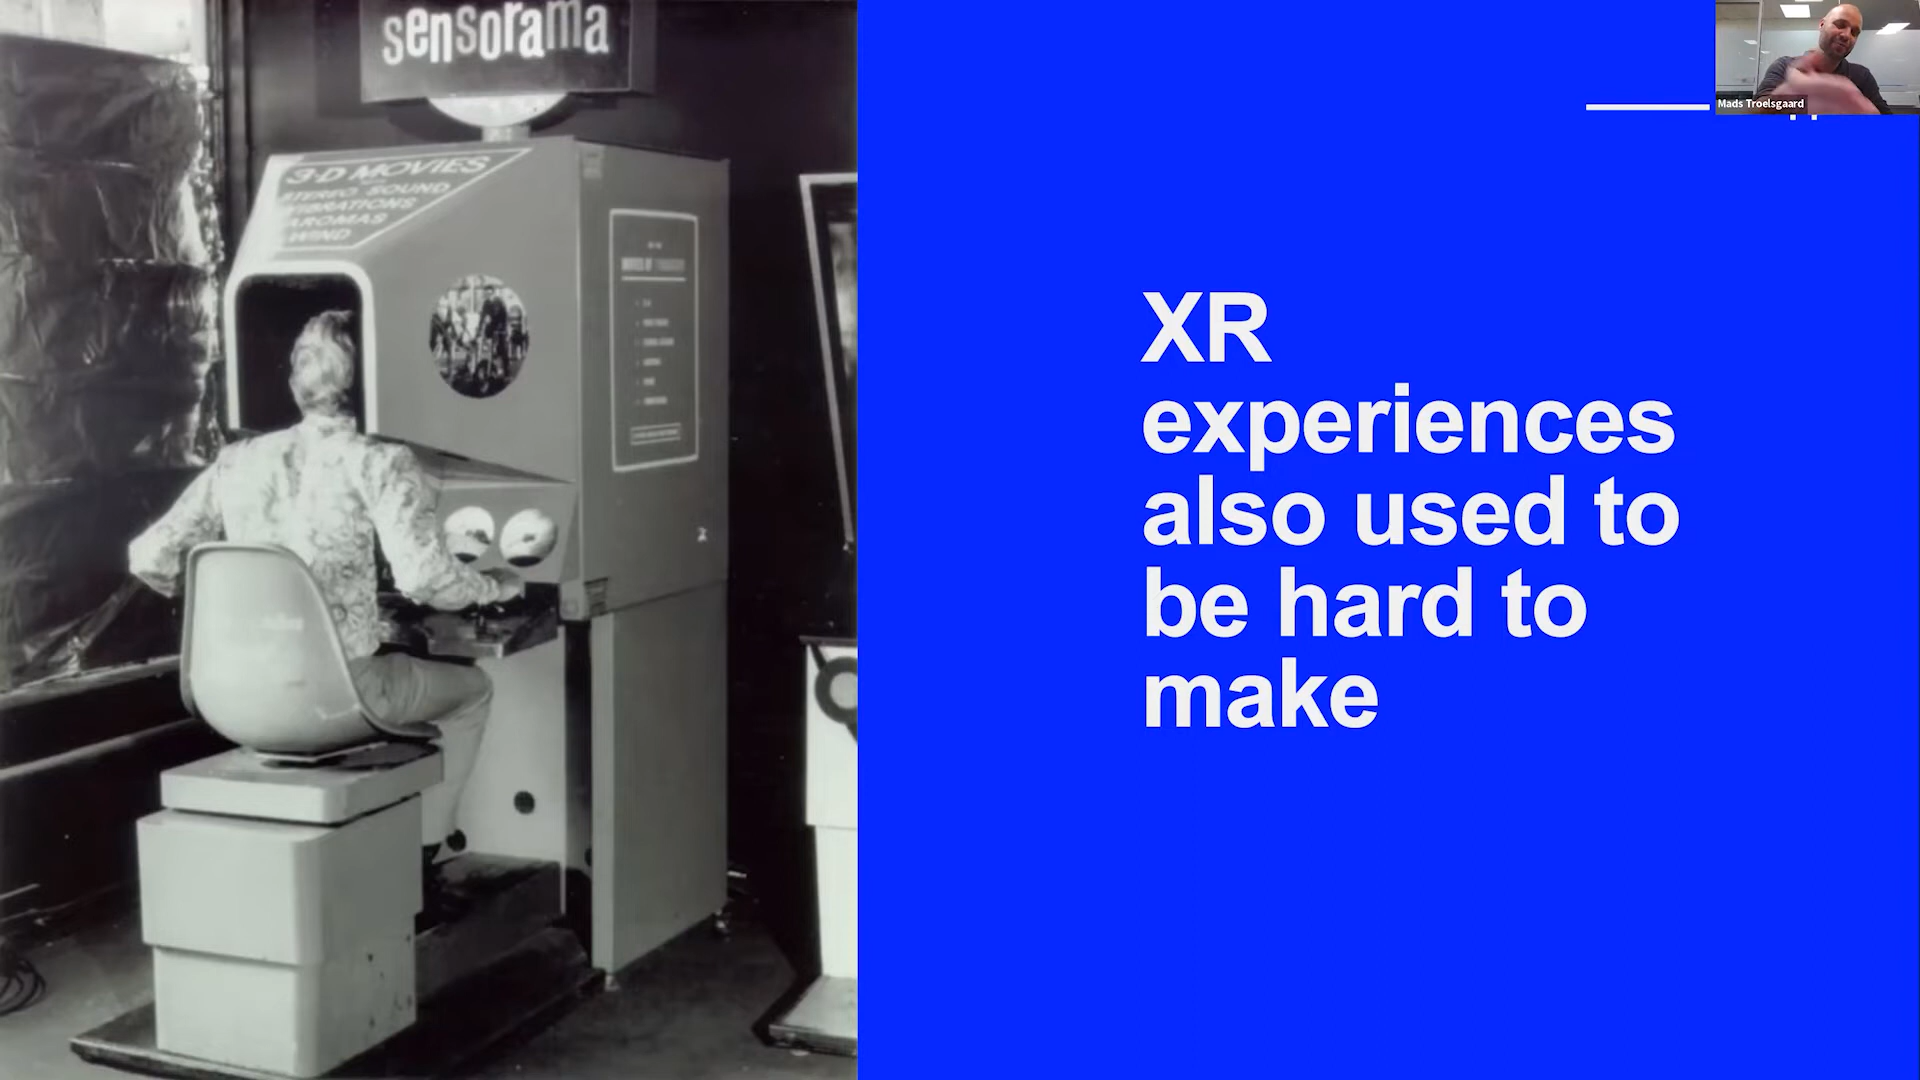 sensorama
3-D MOVIES
STEREO SOUND
VIBRATIONS
AROMAS
WIND
XR
experiences
also used to
be hard to
make
Mads Troelsgaard